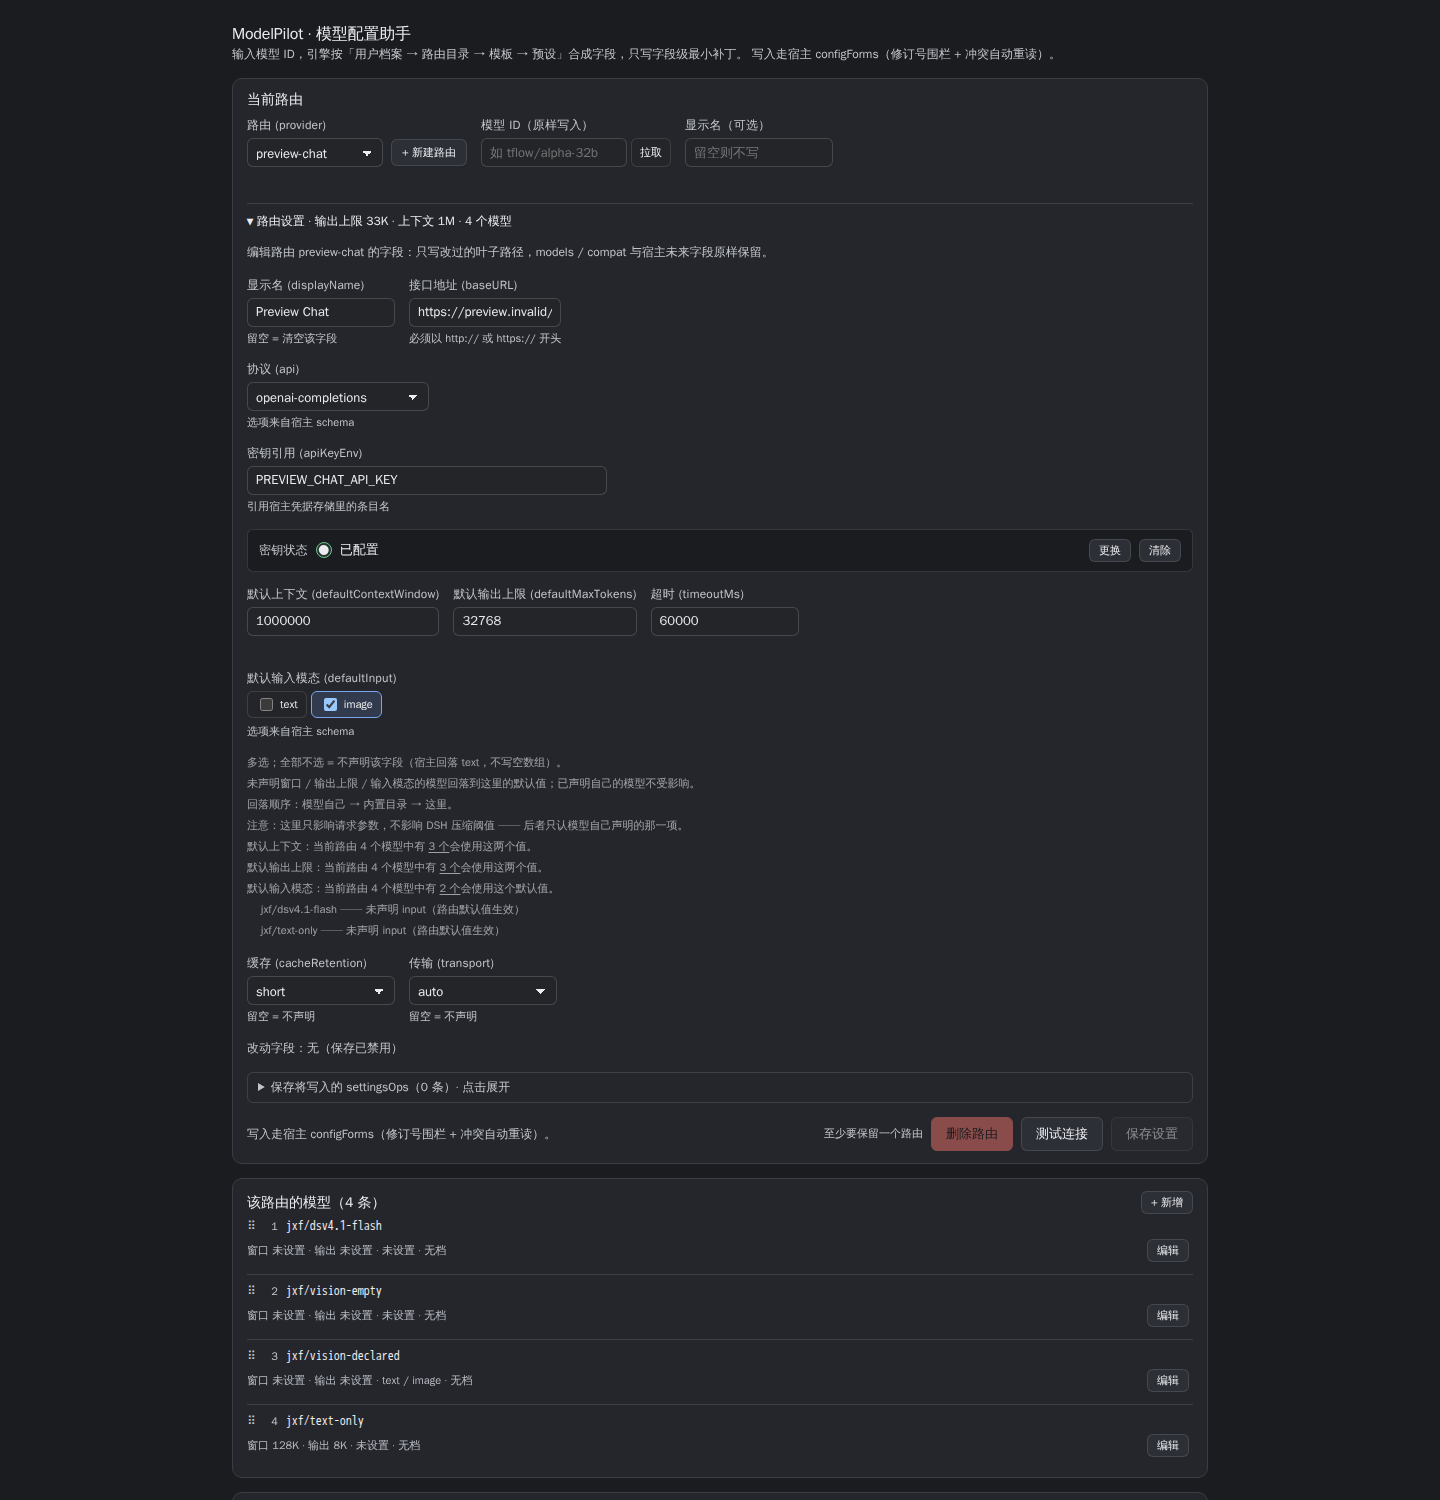 ModelPilot · 模型配置助手
输入模型 ID，引擎按「用户档案 → 路由目录 → 模板 → 预设」合成字段，只写字段级最小补丁。 写入走宿主 configForms（修订号围栏 + 冲突自动重读）。
当前路由
路由 (provider) 模型 ID（原样写入） 显示名（可选）
preview-chat + 新建路由 如 tflow/alpha-32b 拉取 留空则不写
▾ 路由设置 · 输出上限 33K · 上下文 1M · 4 个模型
编辑路由 preview-chat 的字段：只写改过的叶子路径，models / compat 与宿主未来字段原样保留。
显示名 (displayName) 接口地址 (baseURL)
Preview Chat https://preview.invalid/
留空 = 清空该字段 必须以 http:// 或 https:// 开头
协议 (api)
openai-completions
选项来自宿主 schema
密钥引用 (apiKeyEnv)
PREVIEW_CHAT_API_KEY
引用宿主凭据存储里的条目名
密钥状态 已配置 更换 清除
默认上下文 (defaultContextWindow) 默认输出上限 (defaultMaxTokens) 超时 (timeoutMs)
1000000 32768 60000
默认输入模态 (defaultInput)
text image
选项来自宿主 schema
多选；全部不选 = 不声明该字段（宿主回落 text，不写空数组）。
未声明窗口 / 输出上限 / 输入模态的模型回落到这里的默认值；已声明自己的模型不受影响。
回落顺序：模型自己 → 内置目录 → 这里。
注意：这里只影响请求参数，不影响 DSH 压缩阈值 —— 后者只认模型自己声明的那一项。
默认上下文：当前路由 4 个模型中有 3 个会使用这两个值。
默认输出上限：当前路由 4 个模型中有 3 个会使用这两个值。
默认输入模态：当前路由 4 个模型中有 2 个会使用这个默认值。
jxf/dsv4.1-flash —— 未声明 input（路由默认值生效）
jxf/text-only —— 未声明 input（路由默认值生效）
缓存 (cacheRetention) 传输 (transport)
short auto
留空 = 不声明 留空 = 不声明
改动字段：无（保存已禁用）
▶ 保存将写入的 settingsOps（0 条）· 点击展开
写入走宿主 configForms（修订号围栏 + 冲突自动重读）。 至少要保留一个路由 删除路由 测试连接 保存设置
该路由的模型（4 条） + 新增
⠿ 1 jxf/dsv4.1-flash
窗口 未设置 · 输出 未设置 · 未设置 · 无档 编辑
⠿ 2 jxf/vision-empty
窗口 未设置 · 输出 未设置 · 未设置 · 无档 编辑
⠿ 3 jxf/vision-declared
窗口 未设置 · 输出 未设置 · text / image · 无档 编辑
⠿ 4 jxf/text-only
窗口 128K · 输出 8K · 未设置 · 无档 编辑